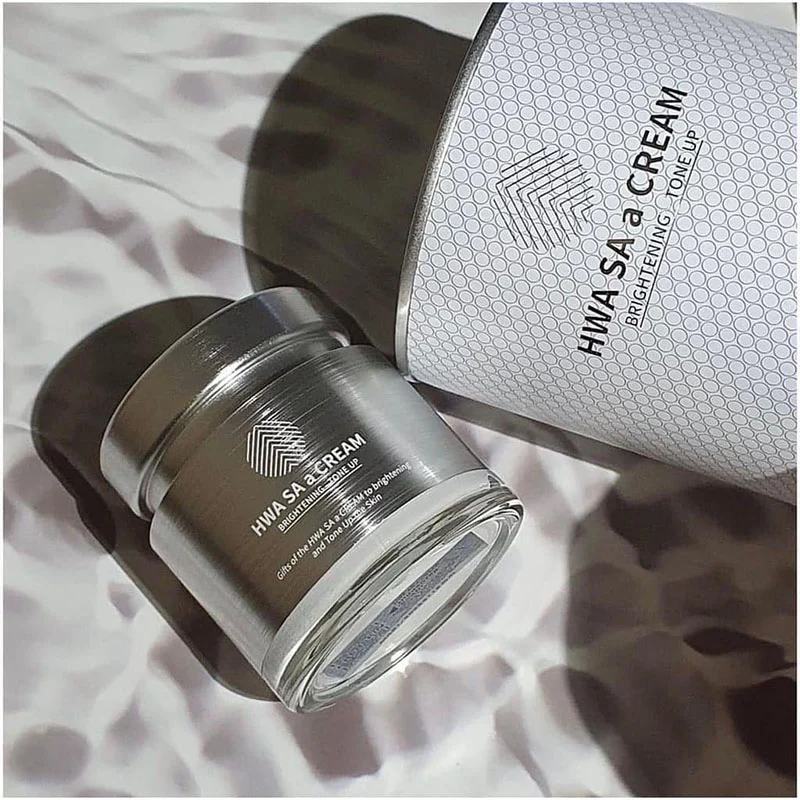 HWA SA a CREAM
BRIGHTENING TONE UP
HWA SA a CREAM
BRIGHTENING TONE UP
Gifts of the HWA SA a CREAM to brightening
and Tone Up the Skin